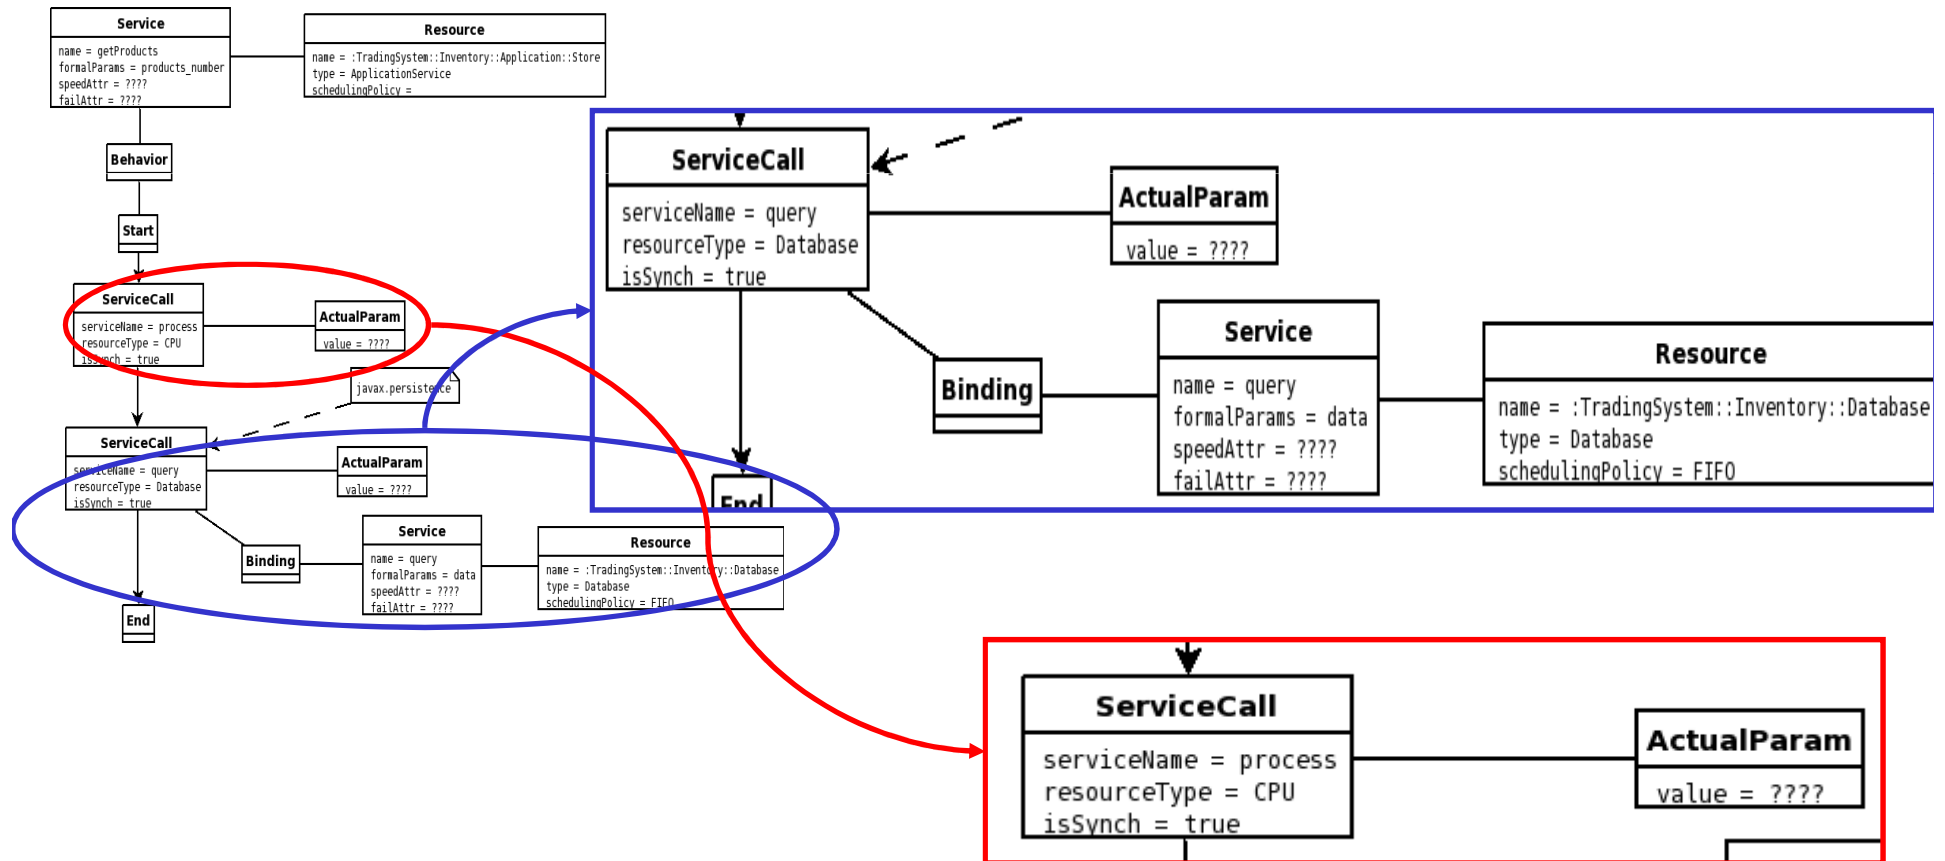 Service
name = getProducts
formalParams = products_number
speedAttr = ????
failAttr = ????
Resource
name = :TradingSystem::Inventory::Application::Store
type = ApplicationService
schedulingPolicy =
Behavior
Start
ServiceCall
serviceName = process
resourceType = CPU
isSynch = true
ActualParam
value = ????
javax.persistence
ServiceCall
serviceName = query
resourceType = Database
isSynch = true
ActualParam
value = ????
Binding
Service
name = query
formalParams = data
speedAttr = ????
failAttr = ????
Resource
name = :TradingSystem::Inventory::Database
type = Database
schedulingPolicy = FIFO
End
ServiceCall
serviceName = query
resourceType = Database
isSynch = true
ActualParam
value = ????
Binding
Service
name = query
formalParams = data
speedAttr = ????
failAttr = ????
Resource
name = :TradingSystem::Inventory::Database
type = Database
schedulingPolicy = FIFO
End
ServiceCall
serviceName = process
resourceType = CPU
isSynch = true
ActualParam
value = ????